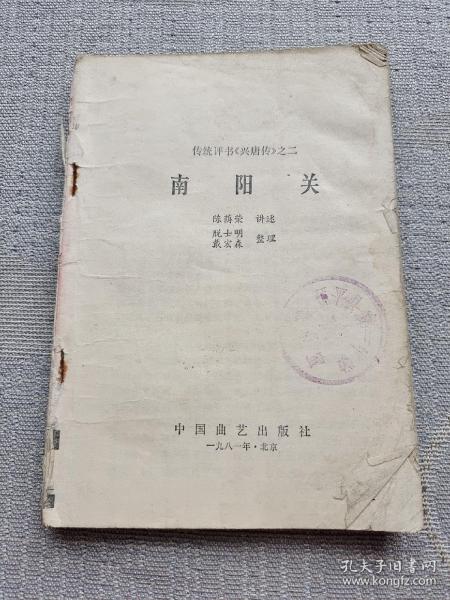 传统评书《兴唐传》之二
南阳关
陈荫荣 讲述
脱士明
戴宏森 整理
中国曲艺出版社
一九八一年·北京
孔夫子旧书网
www.kongfz.com